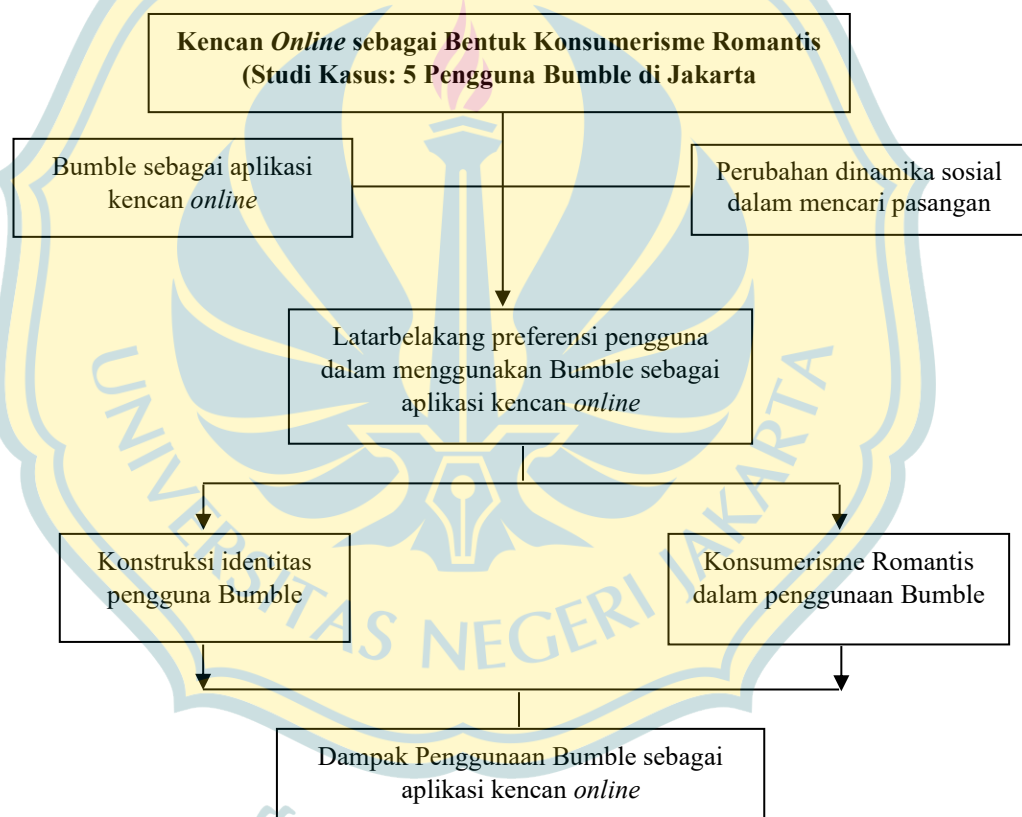 Kencan Online sebagai Bentuk Konsumerisme Romantis
(Studi Kasus: 5 Pengguna Bumble di Jakarta
Bumble sebagai aplikasi
kencan online
Perubahan dinamika sosial
dalam mencari pasangan
Latarbelakang preferensi pengguna
dalam menggunakan Bumble sebagai
aplikasi kencan online
Konstruksi identitas
pengguna Bumble
Konsumerisme Romantis
dalam penggunaan Bumble
Dampak Penggunaan Bumble sebagai
aplikasi kencan online
UNIVERSITAS NEGERI JAKARTA